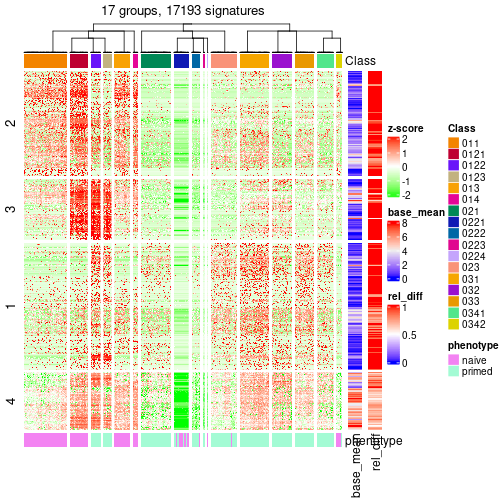 17 groups, 17193 signatures
Class
2
3
1
4
z-score
2
1
0
-1
-2
base_mean
8
6
4
2
0
rel_diff
1
0.5
0
Class
011
0121
0122
0123
013
014
021
0221
0222
0223
0224
023
031
032
033
0341
0342
phenotype
naive
primed
phenotype
base_mean
rel_diff